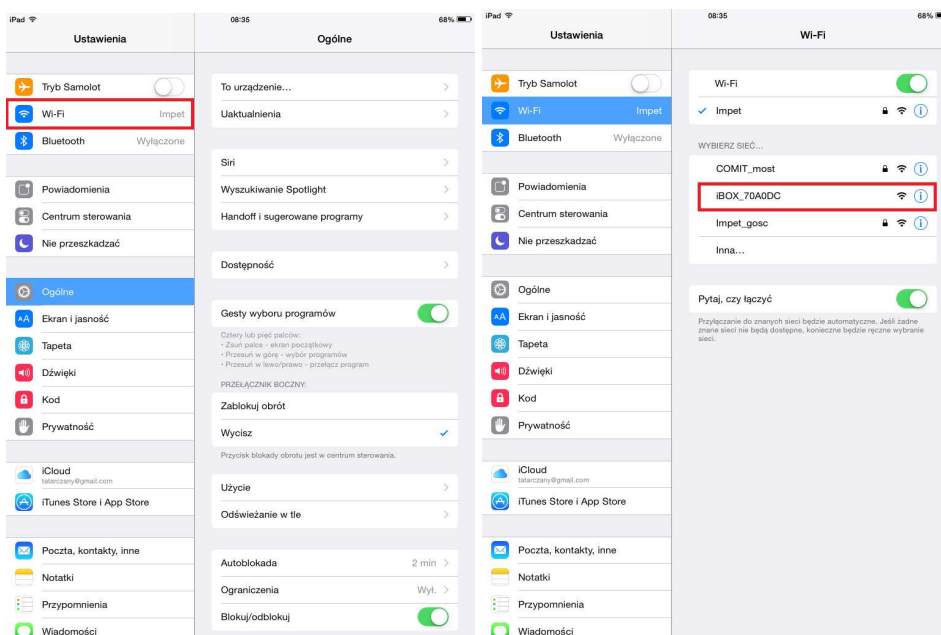 iPad 08:35 68%
Ustawienia
Ogólne
Tryb Samolot
Wi-Fi Impet
Bluetooth Wyłączone
Powiadomienia
Centrum sterowania
Nie przeszkadzać
Ogólne
Ekran i jasność
Tapeta
Dźwięki
Kod
Prywatność
iCloud
tatarczany@gmail.com
iTunes Store i App Store
Poczta, kontakty, inne
Notatki
Przypomnienia
Wiadomości
To urządzenie...
Uaktualnienia
Siri
Wyszukiwanie Spotlight
Handoff i sugerowane programy
Dostępność
Gesty wyboru programów
Cztery lub pięć palców:
• Zsuń palce - ekran początkowy
• Przesuń w górę - wybór programów
• Przesuń w lewo/prawo - przełącz program
PRZEŁĄCZNIK BOCZNY:
Zablokuj obrót
Wycisz
Przycisk blokady obrotu jest w centrum sterowania.
Użycie
Odświeżanie w tle
Autoblokada 2 min
Ograniczenia Wył.
Blokuj/odblokuj
iPad 08:35 68%
Ustawienia
Wi-Fi
Tryb Samolot
Wi-Fi Impet
Bluetooth Wyłączone
Powiadomienia
Centrum sterowania
Nie przeszkadzać
Ogólne
Ekran i jasność
Tapeta
Dźwięki
Kod
Prywatność
iCloud
tatarczany@gmail.com
iTunes Store i App Store
Poczta, kontakty, inne
Notatki
Przypomnienia
Wiadomości
Wi-Fi
Impet
WYBIERZ SIEĆ...
COMIT_most
iBOX_70A0DC
Impet_gosc
Inna...
Pytaj, czy łączyć
Przyłączanie do znanych sieci będzie automatyczne. Jeśli żadne
znane sieci nie będą dostępne, konieczne będzie ręczne wybranie
sieci.